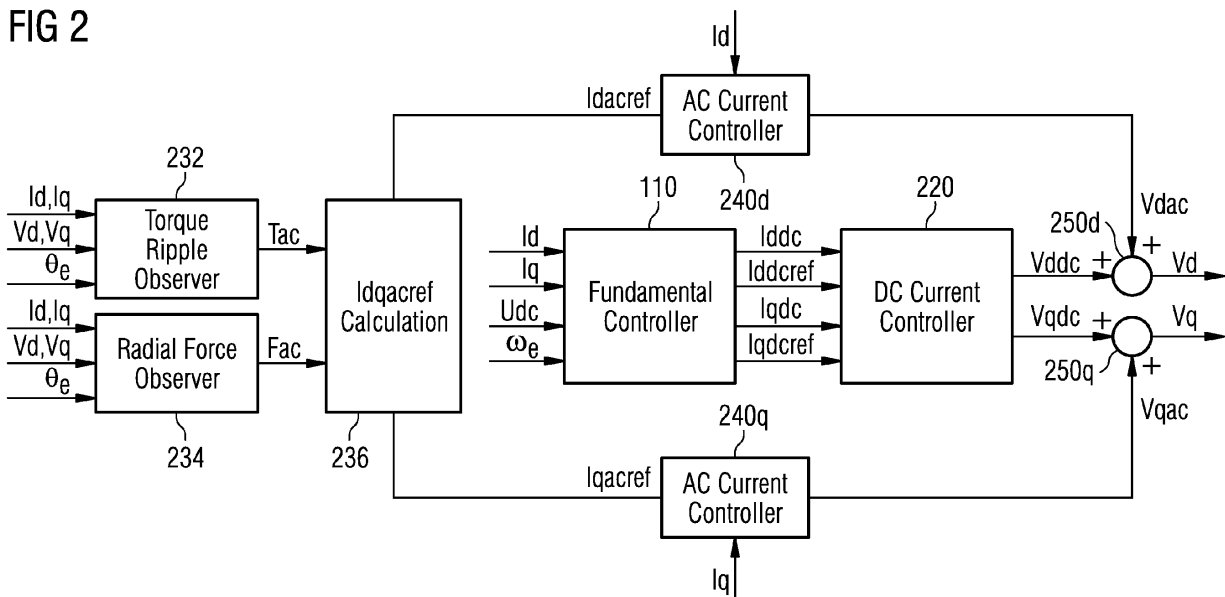 FIG 2
Id
Idacref
AC Current
Controller
240d
232
Id,Iq
Vd,Vq
θe
Torque
Ripple
Observer
Tac
Id,Iq
Vd,Vq
θe
Radial Force
Observer
Fac
234
Idqacref
Calculation
236
Id
Iq
Udc
ωe
110
Fundamental
Controller
Iddc
Iddcref
Iqdc
Iqdcref
220
DC Current
Controller
Vddc
Vqdc
Vdac
250d
+
+
Vd
+
Vq
250q
+
Vqac
240q
Iqacref
AC Current
Controller
Iq